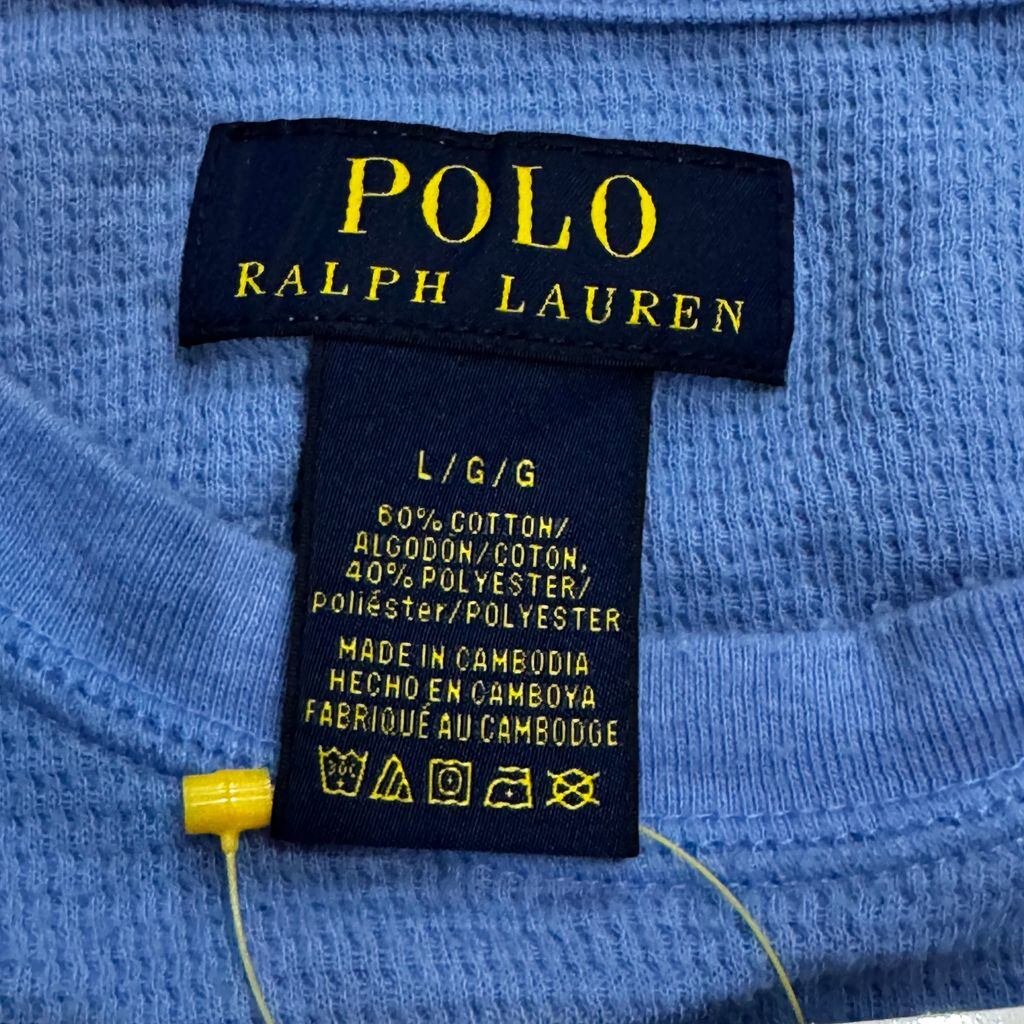 POLO
RALPH LAUREN
L/G/G
60% COTTON/
ALGODON/COTON,
40% POLYESTER/
poliéster/POLYESTER
MADE IN CAMBODIA
HECHO EN CAMBOYA
FABRIQUÉ AU CAMBODGE
30C